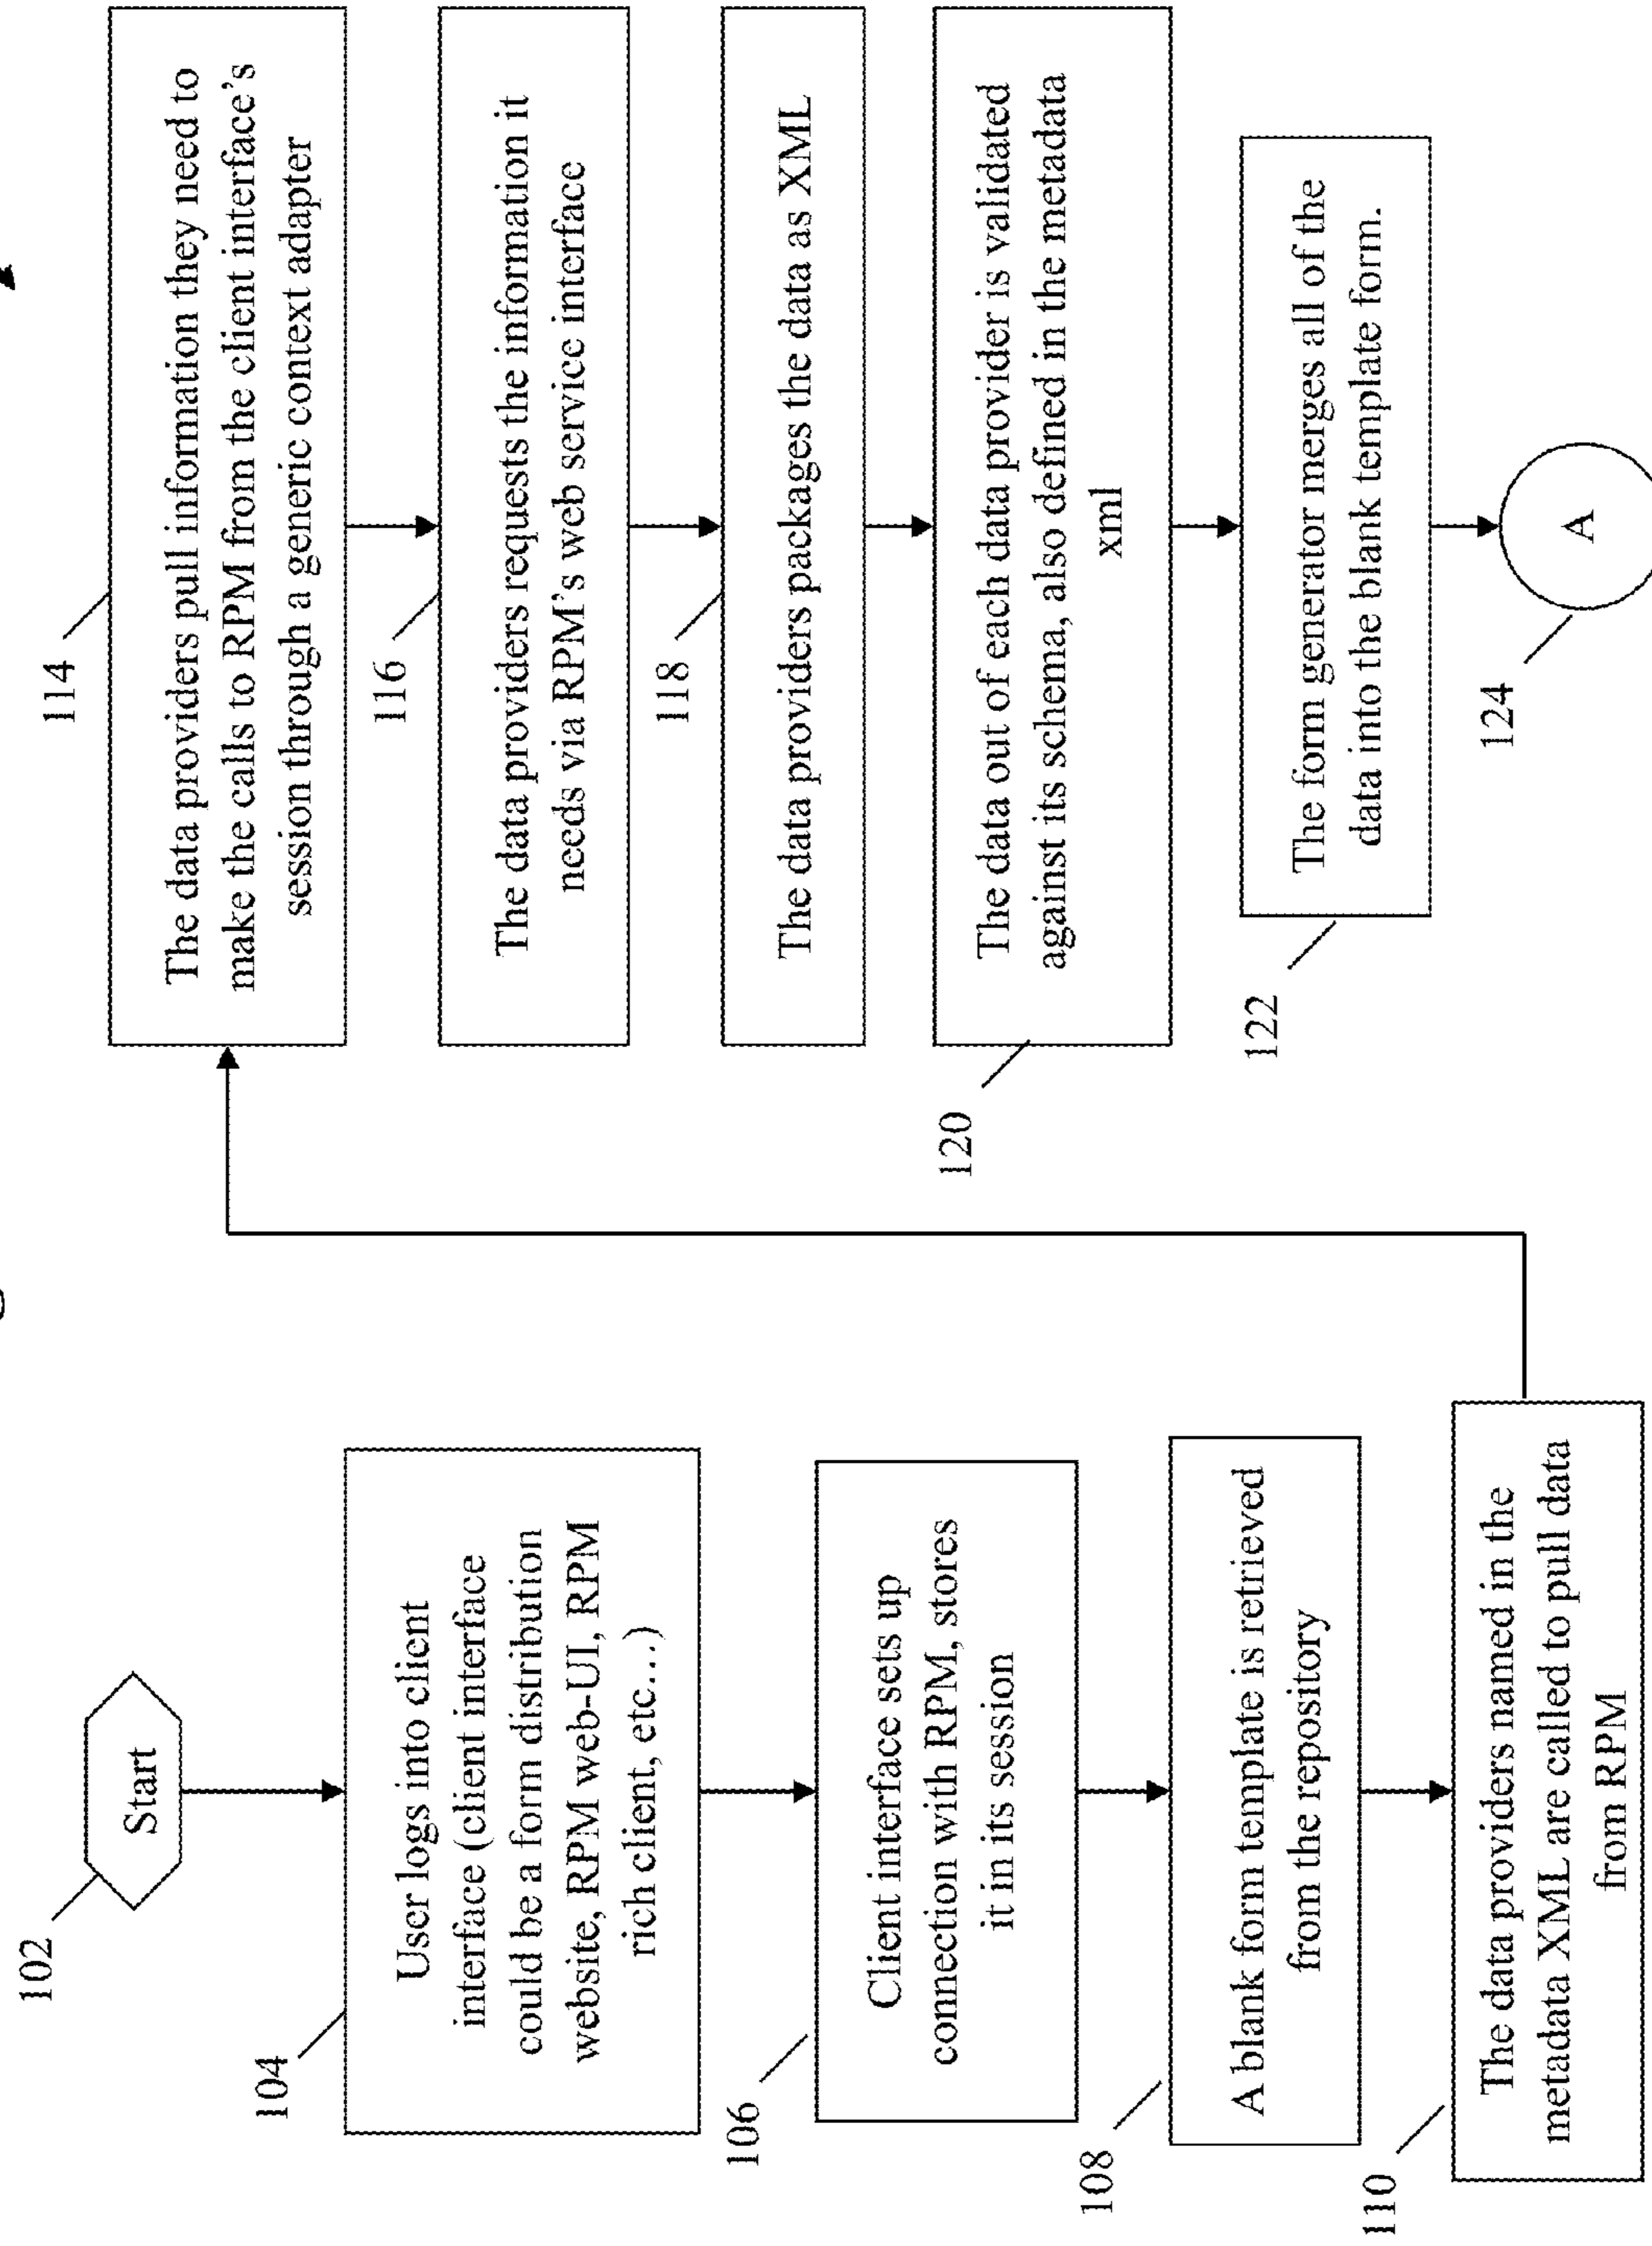 102
Start
104
User logs into client
interface (client interface
could be a form distribution
website, RPM web-UI, RPM
rich client, etc...)
106
Client interface sets up
connection with RPM, stores
it in its session
108
A blank form template is retrieved
from the repository
110
The data providers named in the
metadata XML are called to pull data
from RPM
114
The data providers pull information they need to
make the calls to RPM from the client interface's
session through a generic context adapter
116
The data providers requests the information it
needs via RPM's web service interface
118
The data providers packages the data as XML
120
The data out of each data provider is validated
against its schema, also defined in the metadata
xml
122
The form generator merges all of the
data into the blank template form.
124
A